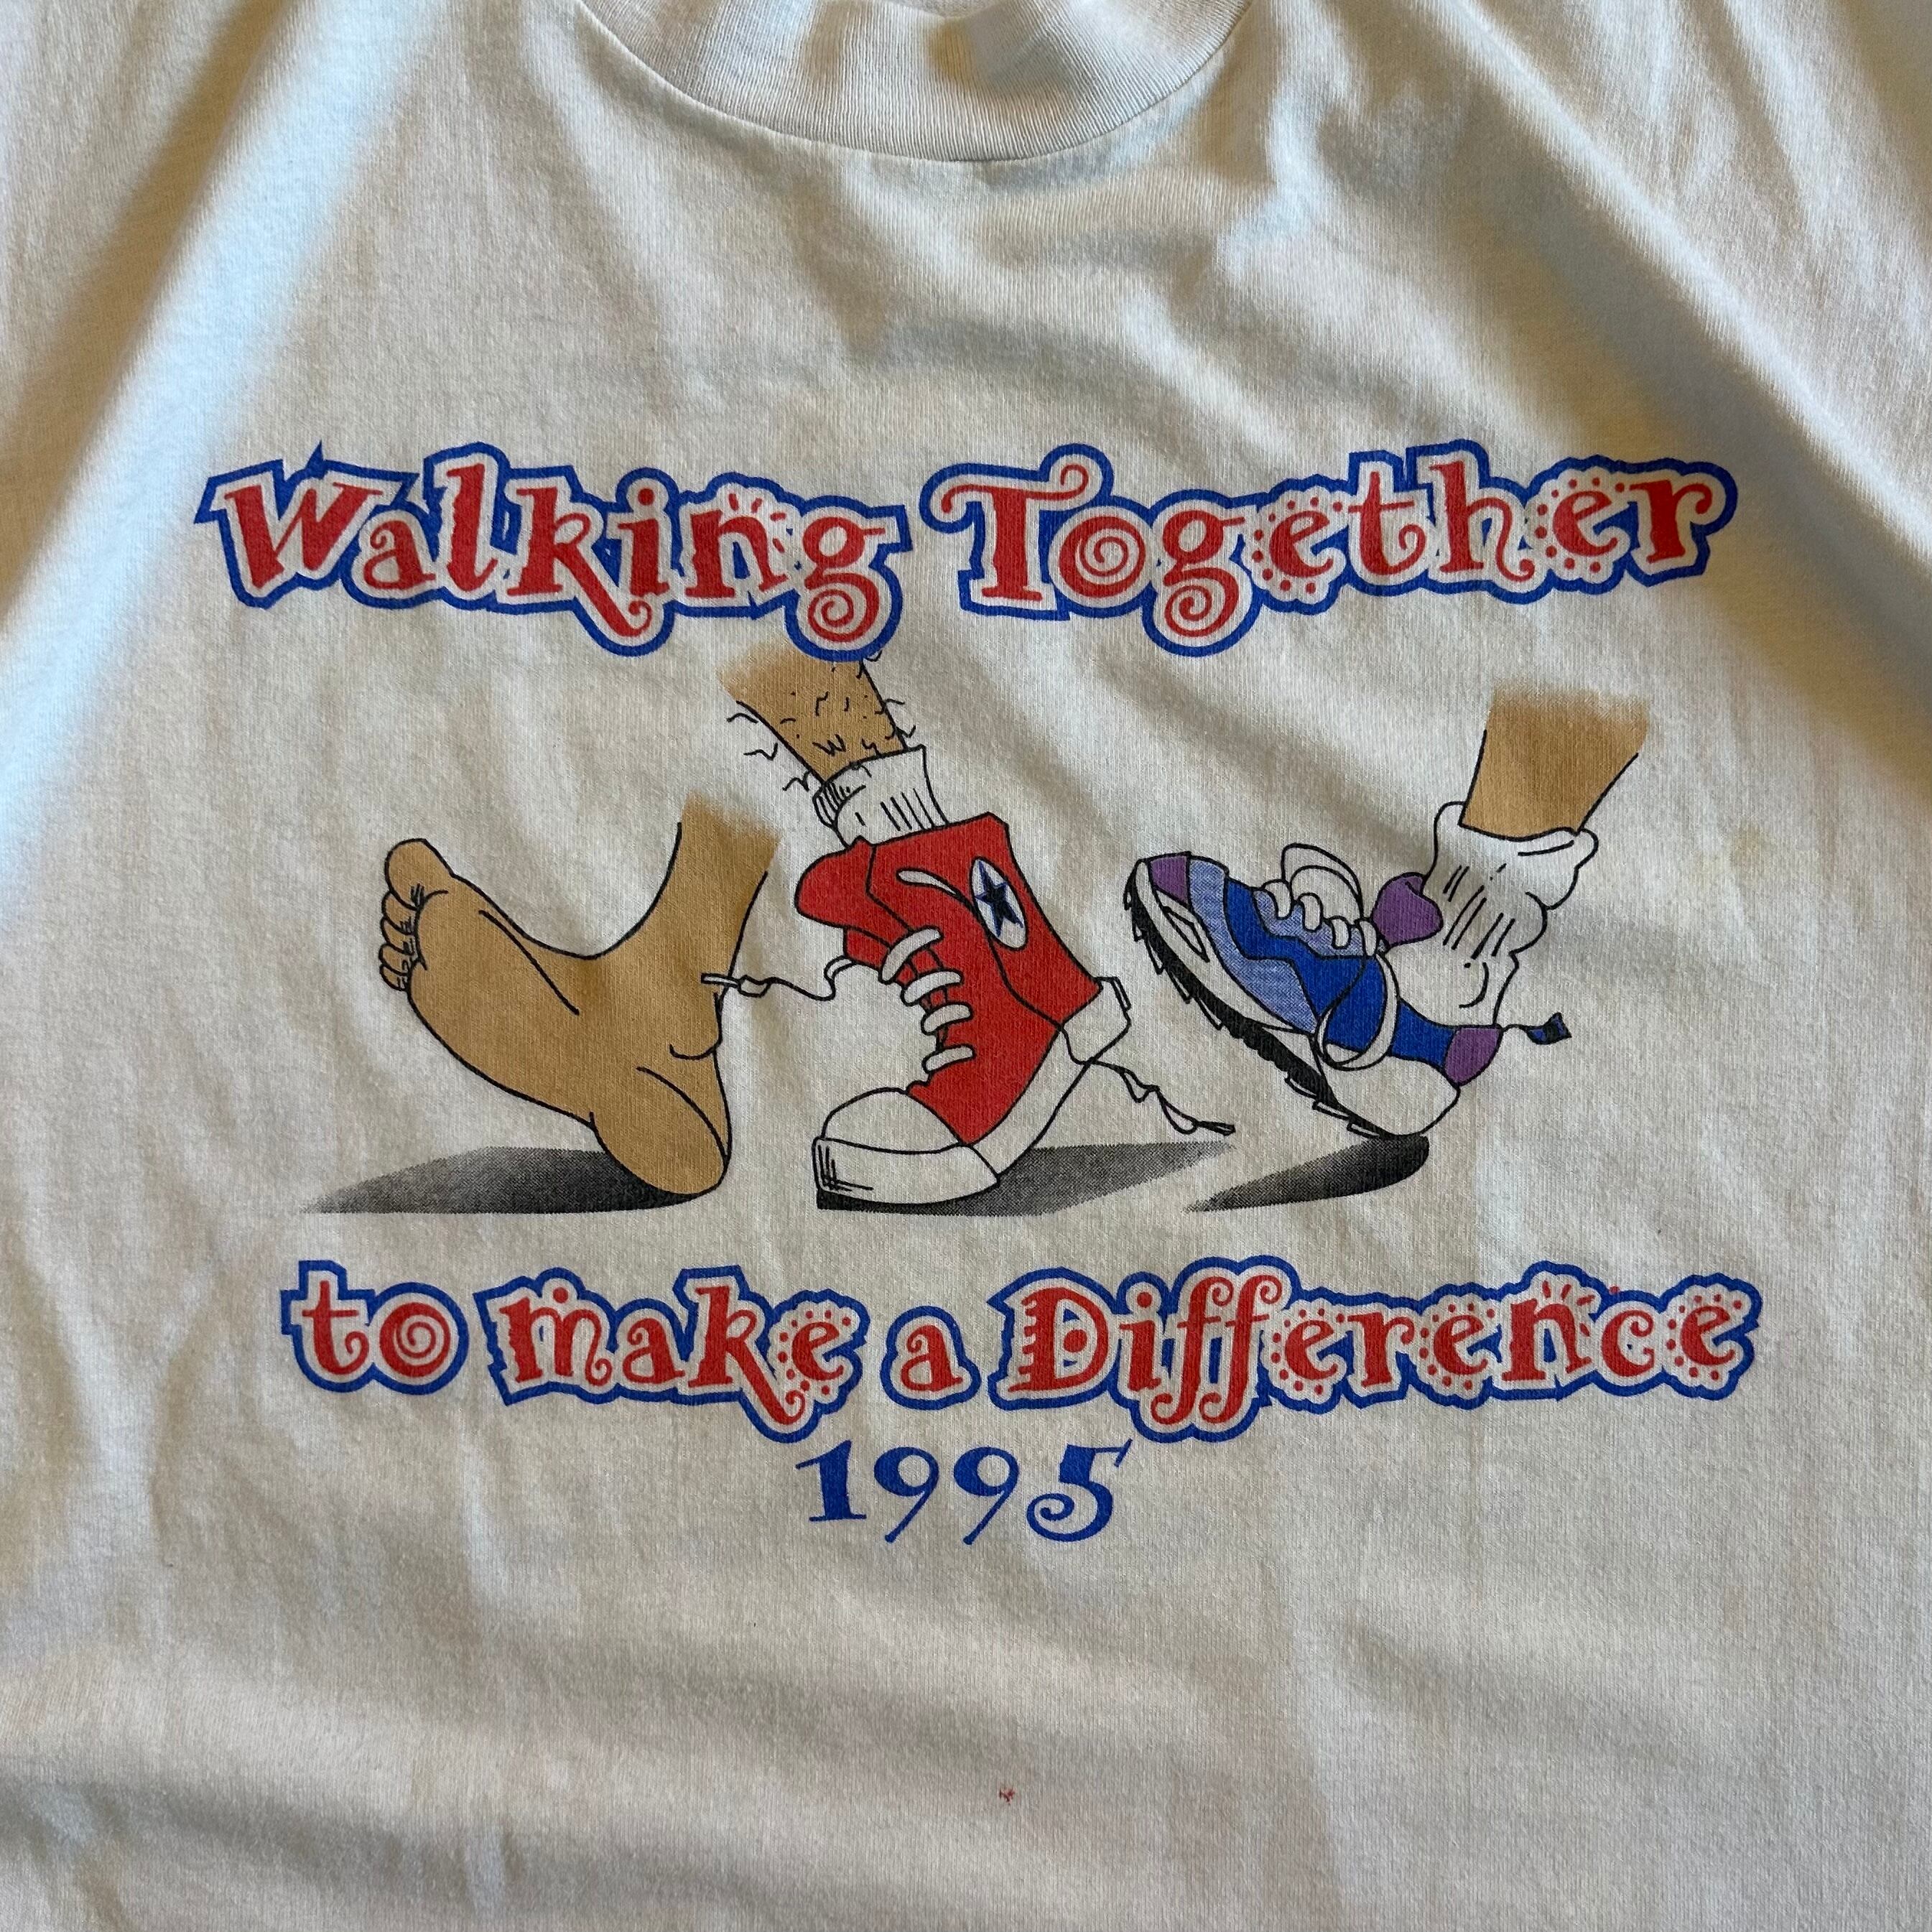 Walking Together
to make a Difference
1995